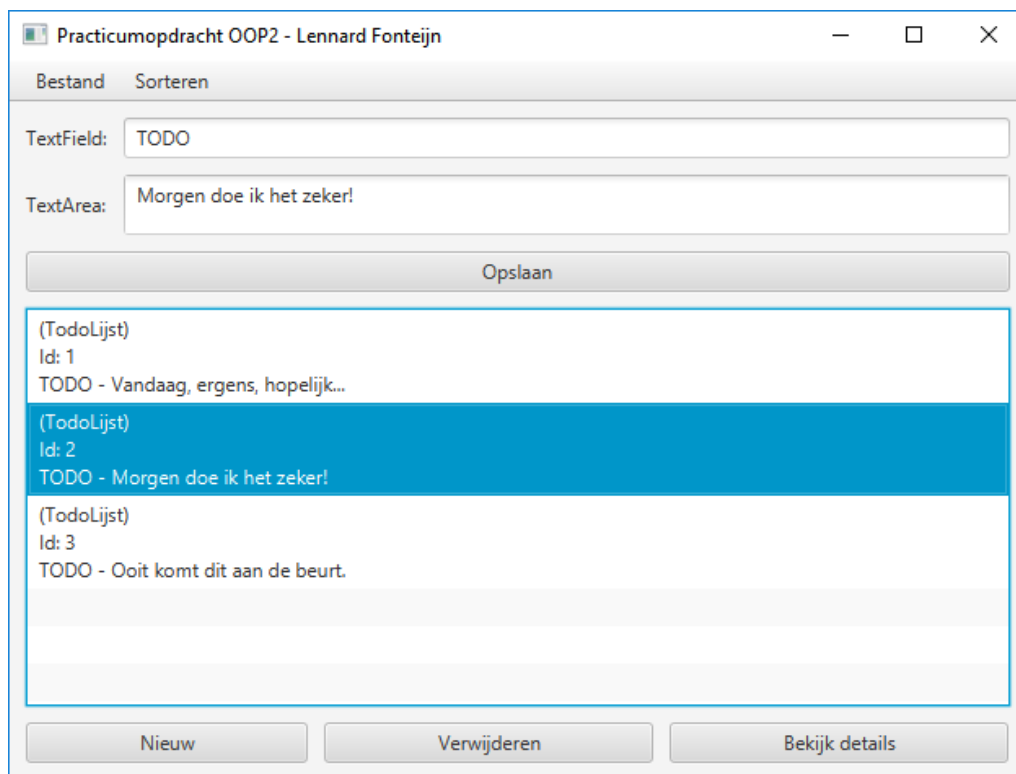 Practicumopdracht OOP2 - Lennard Fonteijn
Bestand Sorteren
TextField: TODO
TextArea: Morgen doe ik het zeker!
Opslaan
(TodoLijst)
Id: 1
TODO - Vandaag, ergens, hopelijk...
(TodoLijst)
Id: 2
TODO - Morgen doe ik het zeker!
(TodoLijst)
Id: 3
TODO - Ooit komt dit aan de beurt.
Nieuw Verwijderen Bekijk details